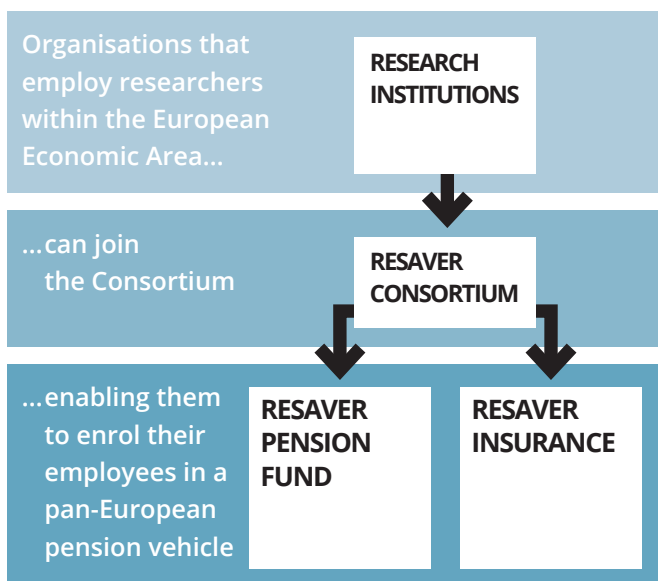 Organisations that
employ researchers
within the European
Economic Area...
RESEARCH
INSTITUTIONS
...can join
the Consortium
RESAVER
CONSORTIUM
...enabling them
to enrol their
employees in a
pan-European
pension vehicle
RESAVER
PENSION
FUND
RESAVER
INSURANCE